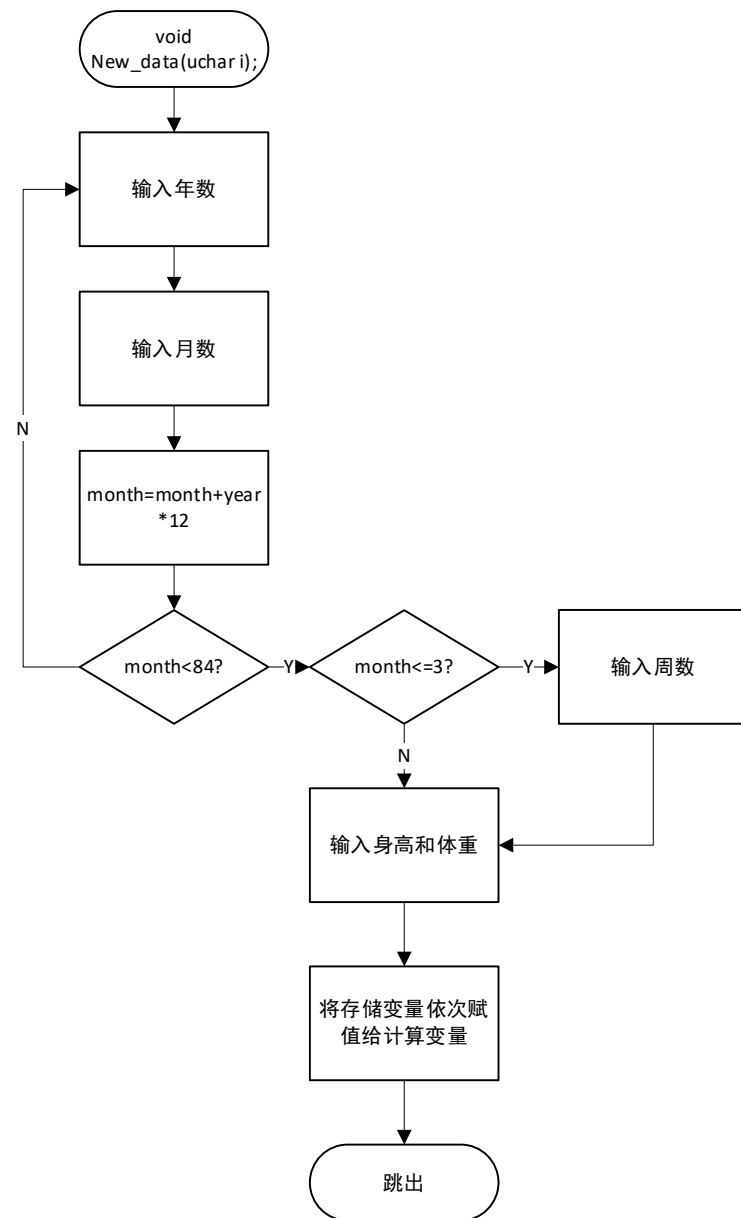 void
New_data(uchar i);
输入年数
输入月数
N
month=month+year
*12
month<84?
Y
month<=3?
Y
输入周数
N
输入身高和体重
将存储变量依次赋
值给计算变量
跳出